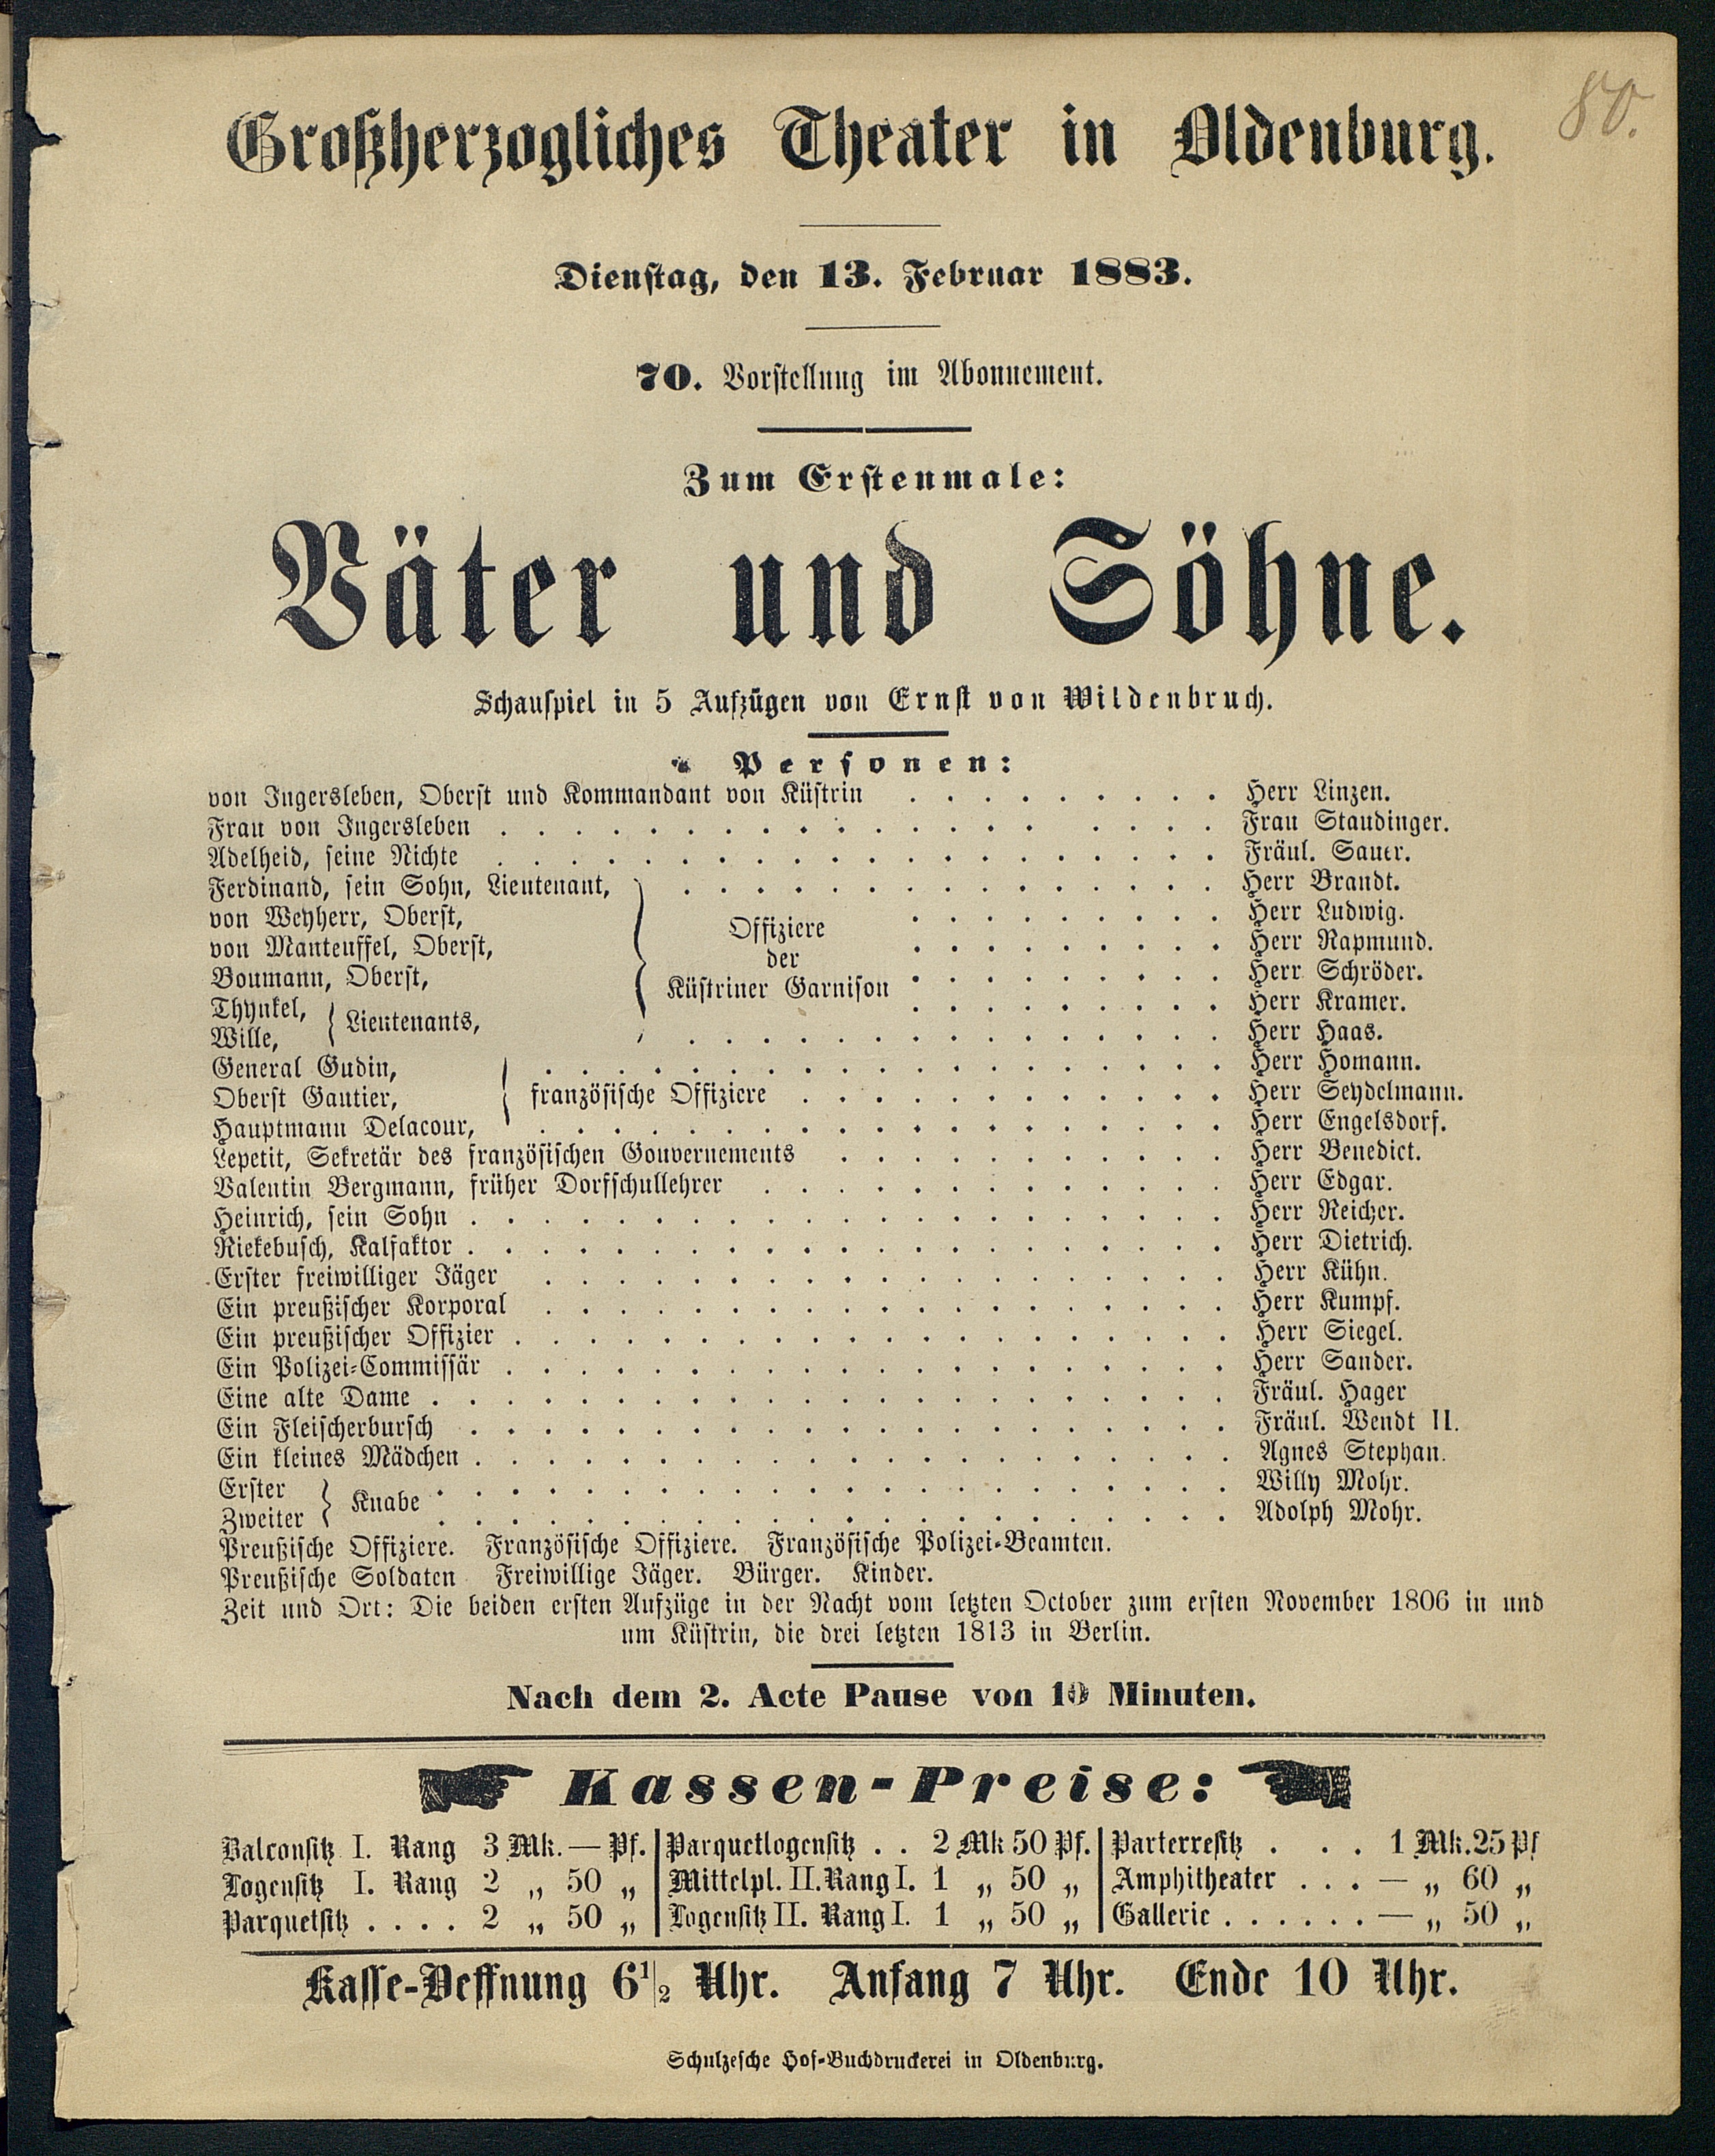 80.
Großherzogliches Theater in Oldenburg.
Dienstag, den 13. Februar 1883.
70. Vorstellung im Abonnement.
Zum Erstenmale:
Väter und Söhne.
Schauspiel in 5 Aufzügen von Ernst von Wildenbruch.
Personen:
von Ingersleben, Oberst und Kommandant von Küstrin . . . . . . . . . Herr Linzen.
Frau von Ingersleben . . . . . . . . . . . . . . . . . . . Frau Staudinger.
Adelheid, seine Nichte . . . . . . . . . . . . . . . . . . . Fräul. Sauer.
Ferdinand, sein Sohn, Lieutenant, . . . . . . . . . . . . . . . Herr Brandt.
von Weyherr, Oberst, . . . . . . . . . Herr Ludwig.
Offiziere
von Manteuffel, Oberst, . . . . . . . . . Herr Rapmund.
der
Boumann, Oberst, . . . . . . . . . Herr Schröder.
Küstriner Garnison
Thynkel, . . . . . . . . . Herr Kramer.
Lieutenants,
Wille, . . . . . . . . . . . . . . . Herr Haas.
General Gudin, . . . . . . . . . . . . . . . . . . . Herr Homann.
Oberst Gautier, französische Offiziere . . . . . . . . . . . . Herr Seydelmann.
Hauptmann Delacour, . . . . . . . . . . . . . . . . . . . Herr Engelsdorf.
Lepetit, Sekretär des französischen Gouvernements . . . . . . . . . . . Herr Benedict.
Valentin Bergmann, früher Dorfschullehrer . . . . . . . . . . . . . Herr Edgar.
Heinrich, sein Sohn . . . . . . . . . . . . . . . . . . . . Herr Reicher.
Riekebusch, Kalfaktor . . . . . . . . . . . . . . . . . . . . Herr Dietrich.
Erster freiwilliger Jäger . . . . . . . . . . . . . . . . . . Herr Kühn.
Ein preußischer Korporal . . . . . . . . . . . . . . . . . . Herr Kumpf.
Ein preußischer Offizier . . . . . . . . . . . . . . . . . . . Herr Siegel.
Ein Polizei-Commissär . . . . . . . . . . . . . . . . . . . Herr Sander.
Eine alte Dame . . . . . . . . . . . . . . . . . . . . . Fräul. Hager
Ein Fleischerbursch . . . . . . . . . . . . . . . . . . . . Fräul. Wendt II.
Ein kleines Mädchen . . . . . . . . . . . . . . . . . . . . Agnes Stephan.
Erster . . . . . . . . . . . . . . . . . . . . . Willy Mohr.
Knabe
Zweiter . . . . . . . . . . . . . . . . . . . . . Adolph Mohr.
Preußische Offiziere. Französische Offiziere. Französische Polizei-Beamten.
Preußische Soldaten Freiwillige Jäger. Bürger. Kinder.
Zeit und Ort: Die beiden ersten Aufzüge in der Nacht vom letzten October zum ersten November 1806 in und
um Küstrin, die drei letzten 1813 in Berlin.
Nach dem 2. Acte Pause von 10 Minuten.
Kassen-Preise:
Balconsitz I. Rang 3 Mk. — Pf. Parquetlogensitz . . 2 Mk 50 Pf. Parterresitz . . . 1 Mk. 25 Pf
Logensitz I. Rang 2 „ 50 „ Mittelpl. II. Rang I. 1 „ 50 „ Amphitheater . . . — „ 60 „
Parquetsitz . . . . 2 „ 50 „ Logensitz II. Rang I. 1 „ 50 „ Gallerie . . . . . . — „ 50 „
Kasse-Oeffnung 6 1/2 Uhr. Anfang 7 Uhr. Ende 10 Uhr.
Schulzesche Hof-Buchdruckerei in Oldenburg.